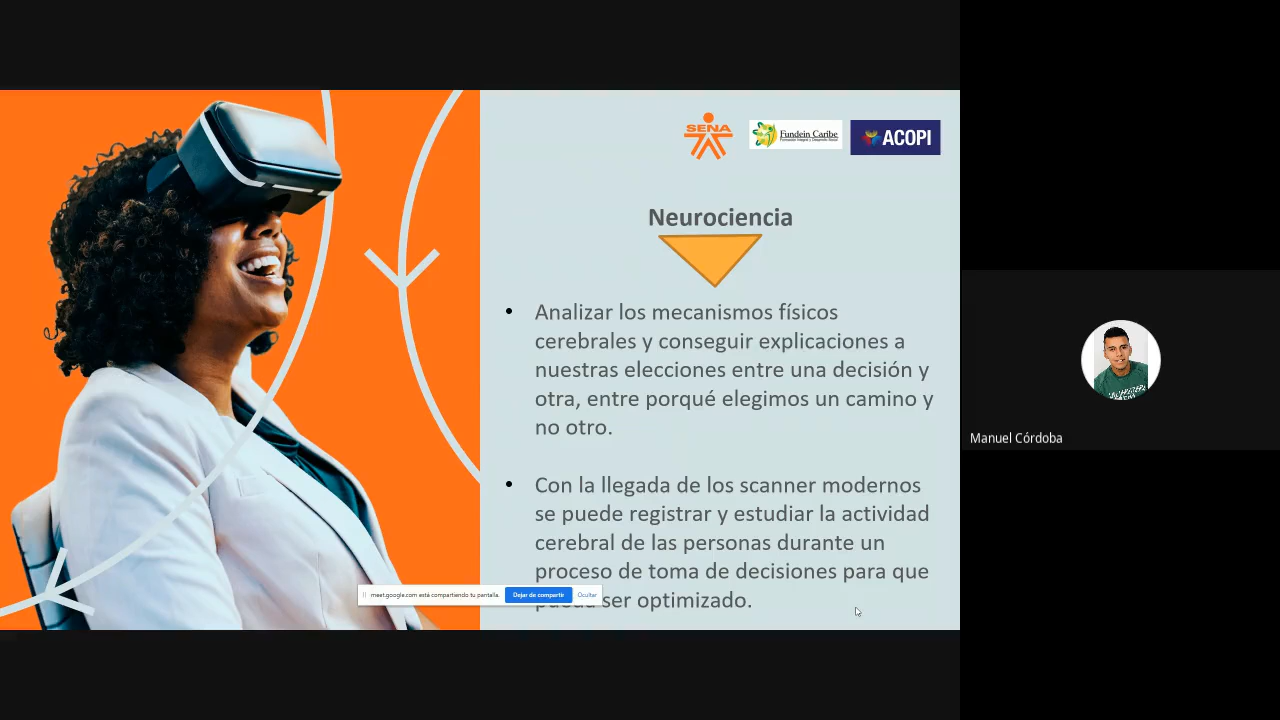 SENA
Fundein Caribe
ACOPI
Neurociencia
• Analizar los mecanismos físicos
cerebrales y conseguir explicaciones a
nuestras elecciones entre una decisión y
otra, entre porqué elegimos un camino y
no otro.
• Con la llegada de los scanner modernos
se puede registrar y estudiar la actividad
cerebral de las personas durante un
proceso de toma de decisiones para que
pueda ser optimizado.
meet.google.com está compartiendo tu pantalla.
Dejar de compartir
Ocultar
Manuel Córdoba